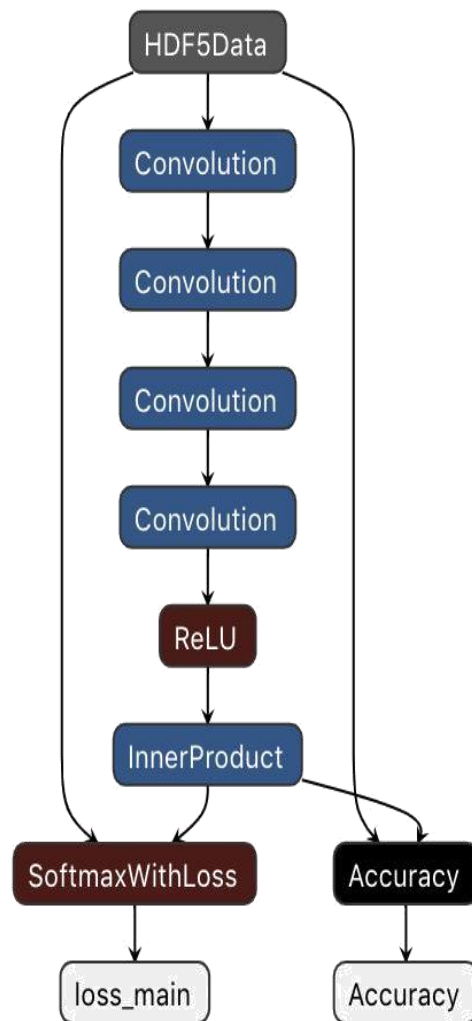 HDF5Data
Convolution
Convolution
Convolution
Convolution
ReLU
InnerProduct
SoftmaxWithLoss
Accuracy
loss_main
Accuracy